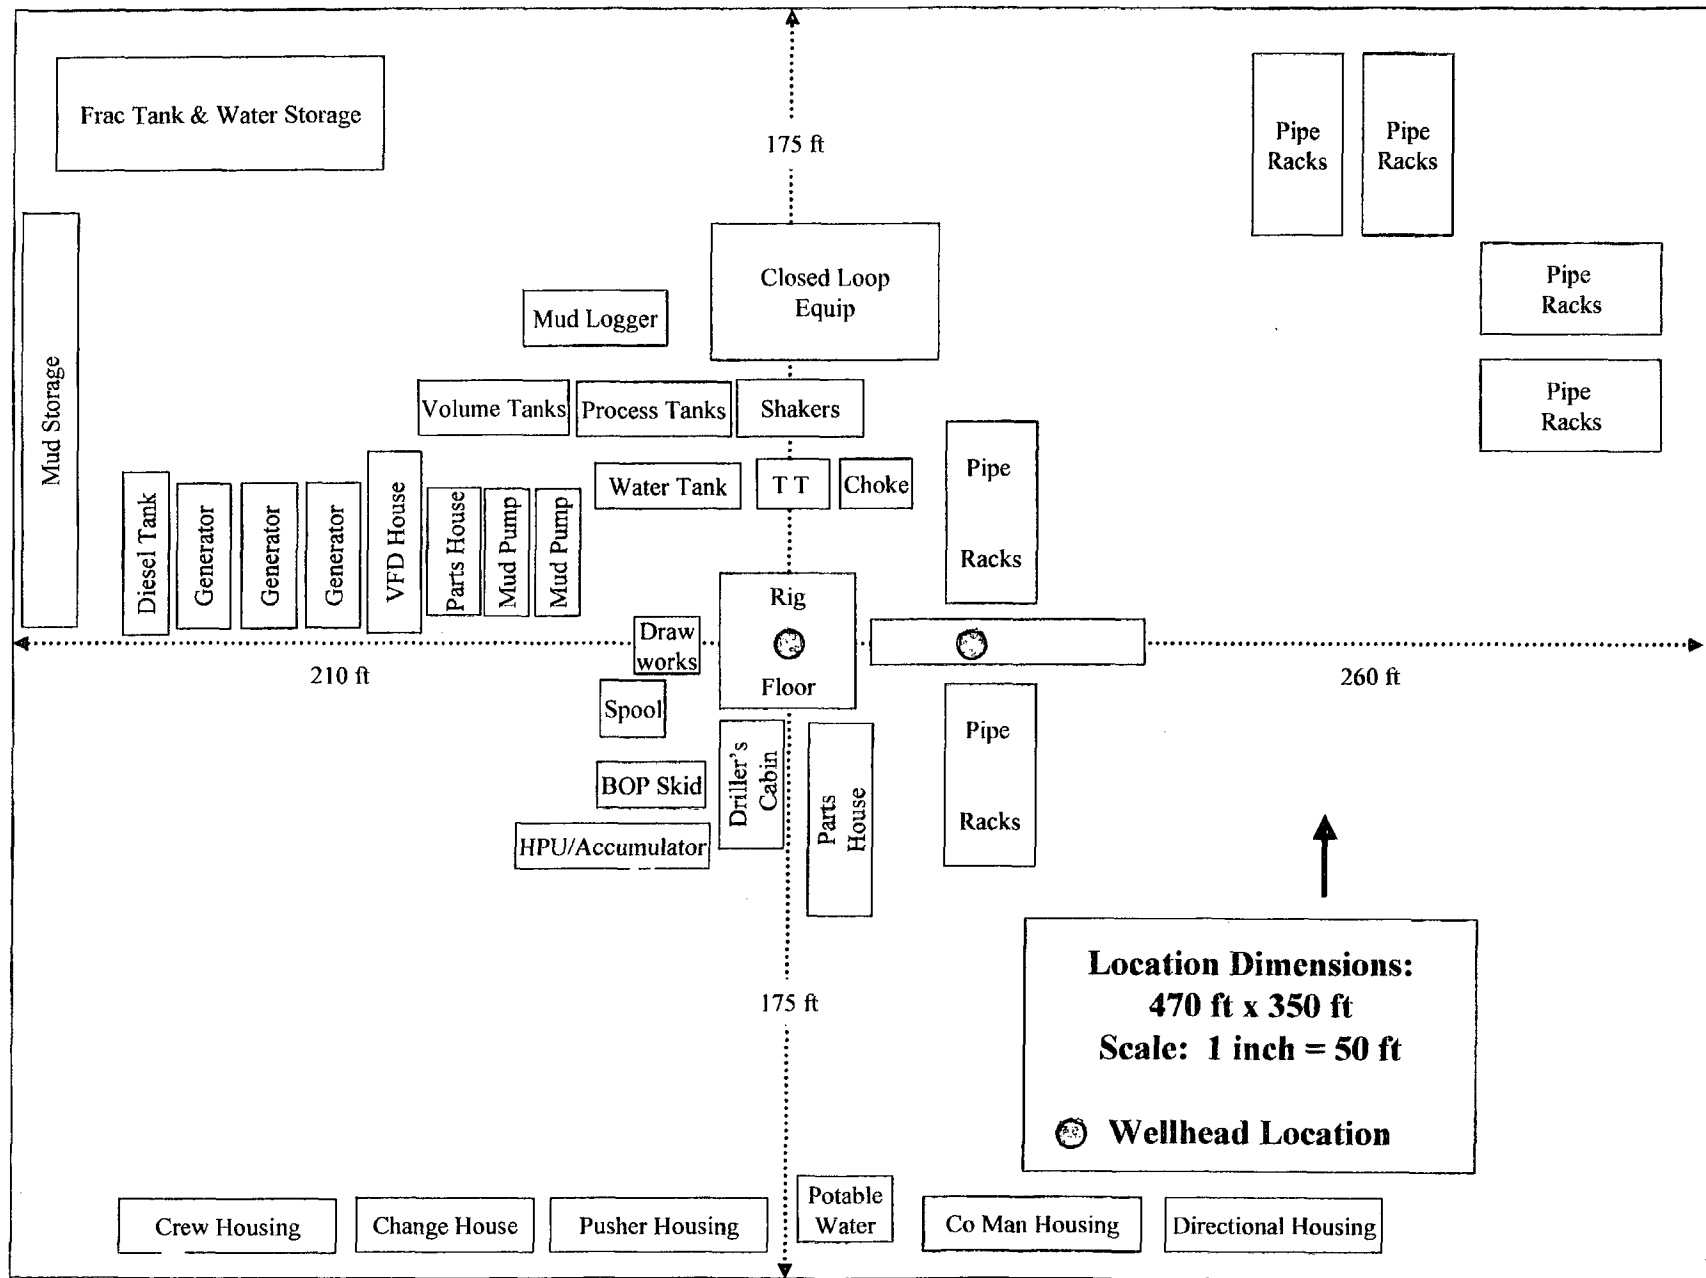 Frac Tank & Water Storage
175 ft
Pipe
Racks
Pipe
Racks
Closed Loop
Equip
Pipe
Racks
Mud Logger
Mud Storage
Volume Tanks
Process Tanks
Shakers
Pipe
Racks
Diesel Tank
Generator
Generator
Generator
VFD House
Parts House
Mud Pump
Mud Pump
Water Tank
T T
Choke
Pipe
Racks
Rig
Floor
Draw
works
210 ft
260 ft
Spool
BOP Skid
HPU/Accumulator
Driller's
Cabin
Parts
House
Pipe
Racks
Location Dimensions:
470 ft x 350 ft
Scale: 1 inch = 50 ft
Wellhead Location
175 ft
Crew Housing
Change House
Pusher Housing
Potable
Water
Co Man Housing
Directional Housing